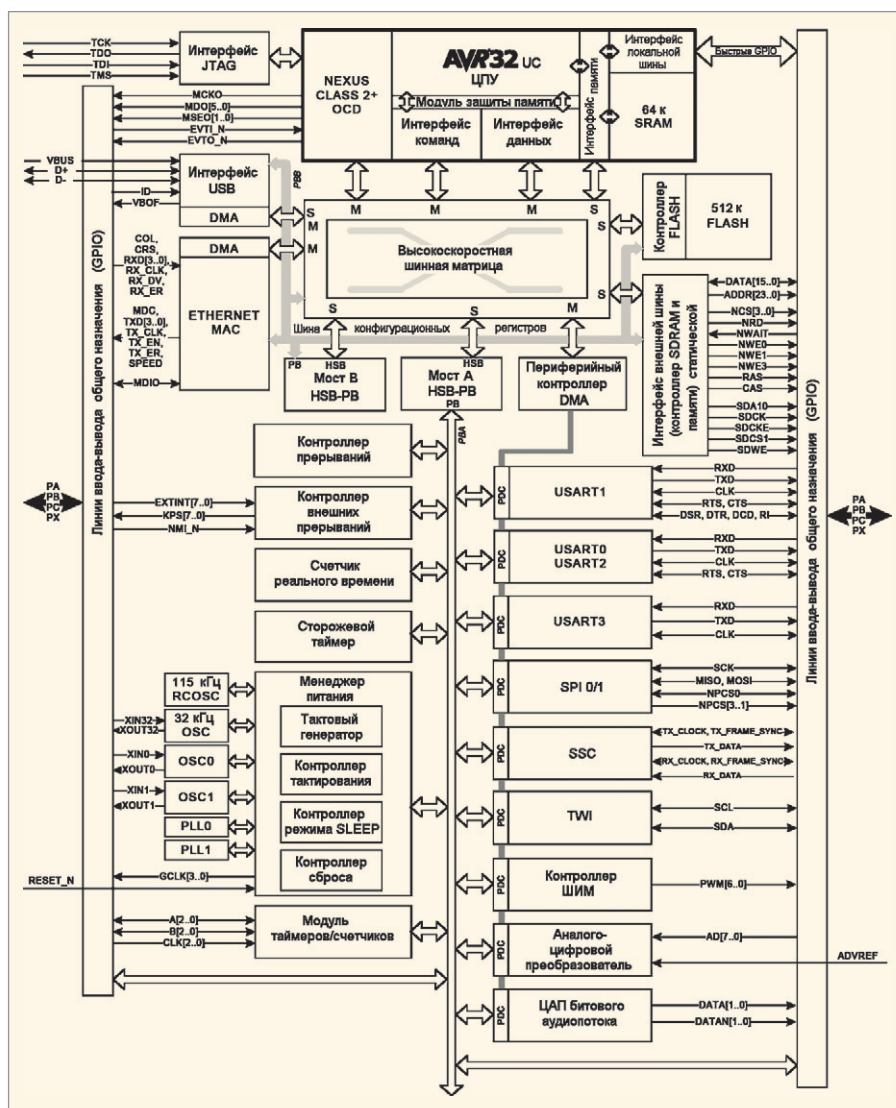 TCK
TDO
TDI
TMS
Интерфейс
JTAG
NEXUS
CLASS 2+
OCD
AVR32 UC
ЦПУ
Модуль защиты памяти
Интерфейс
команд
Интерфейс
данных
Интерфейс памяти
Интерфейс
локальной
шины
64 к
SRAM
Быстрые GPIO
MCKO
MDO[5..0]
MSEO[1..0]
EVTI_N
EVTO_N
VBUS
D+
D-
ID
VBOF
Интерфейс
USB
DMA
PBB
S
M
M
M
M
M
S
S
S
S
S
M
Высокоскоростная
шинная матрица
Контроллер
FLASH
512 к
FLASH
COL,
CRS,
RXD[3..0],
RX_CLK,
RX_DV,
RX_ER
MDC,
TXD[3..0],
TX_CLK,
TX_EN,
TX_ER,
SPEED
MDIO
DMA
ETHERNET
MAC
Шина конфигурационных регистров
PB
HSB
Мост B
HSB-PB
HSB
Мост A
HSB-PB
PB
PBA
Периферийный
контроллер
DMA
Интерфейс внешней шины
(контроллер SDRAM и
памяти) статической
DATA[15..0]
ADDR[23..0]
NCS[3..0]
NRD
NWAIT
NWE0
NWE1
NWE3
RAS
CAS
SDA10
SDCK
SDCKE
SDCS1
SDWE
Линии ввода-вывода общего назначения (GPIO)
Линии ввода-вывода общего назначения (GPIO)
PA
PB
PC
PX
PA
PB
PC
PX
Контроллер
прерываний
EXTINT[7..0]
KPS[7..0]
NMI_N
Контроллер
внешних
прерываний
Счетчик
реального времени
Сторожевой
таймер
115 кГц
RCOSC
XIN32
XOUT32
32 кГц
OSC
XIN0
XOUT0
OSC0
XIN1
XOUT1
OSC1
PLL0
PLL1
Менеджер
питания
Тактовый
генератор
Контроллер
тактирования
Контроллер
режима SLEEP
Контроллер
сброса
RESET_N
GCLK[3..0]
A[2..0]
B[2..0]
CLK[2..0]
Модуль
таймеров/счетчиков
PDC
USART1
RXD
TXD
CLK
RTS, CTS
DSR, DTR, DCD, RI
PDC
USART0
USART2
RXD
TXD
CLK
RTS, CTS
PDC
USART3
RXD
TXD
CLK
PDC
SPI 0/1
SCK
MISO, MOSI
NPCS0
NPCS[3..1]
PDC
SSC
TX_CLOCK, TX_FRAME_SYNC
TX_DATA
RX_CLOCK, RX_FRAME_SYNC
RX_DATA
PDC
TWI
SCL
SDA
PDC
Контроллер
ШИМ
PWM[6..0]
PDC
Аналого-
цифровой
преобразователь
AD[7..0]
ADVREF
PDC
ЦАП битового
аудиопотока
DATA[1..0]
DATAN[1..0]